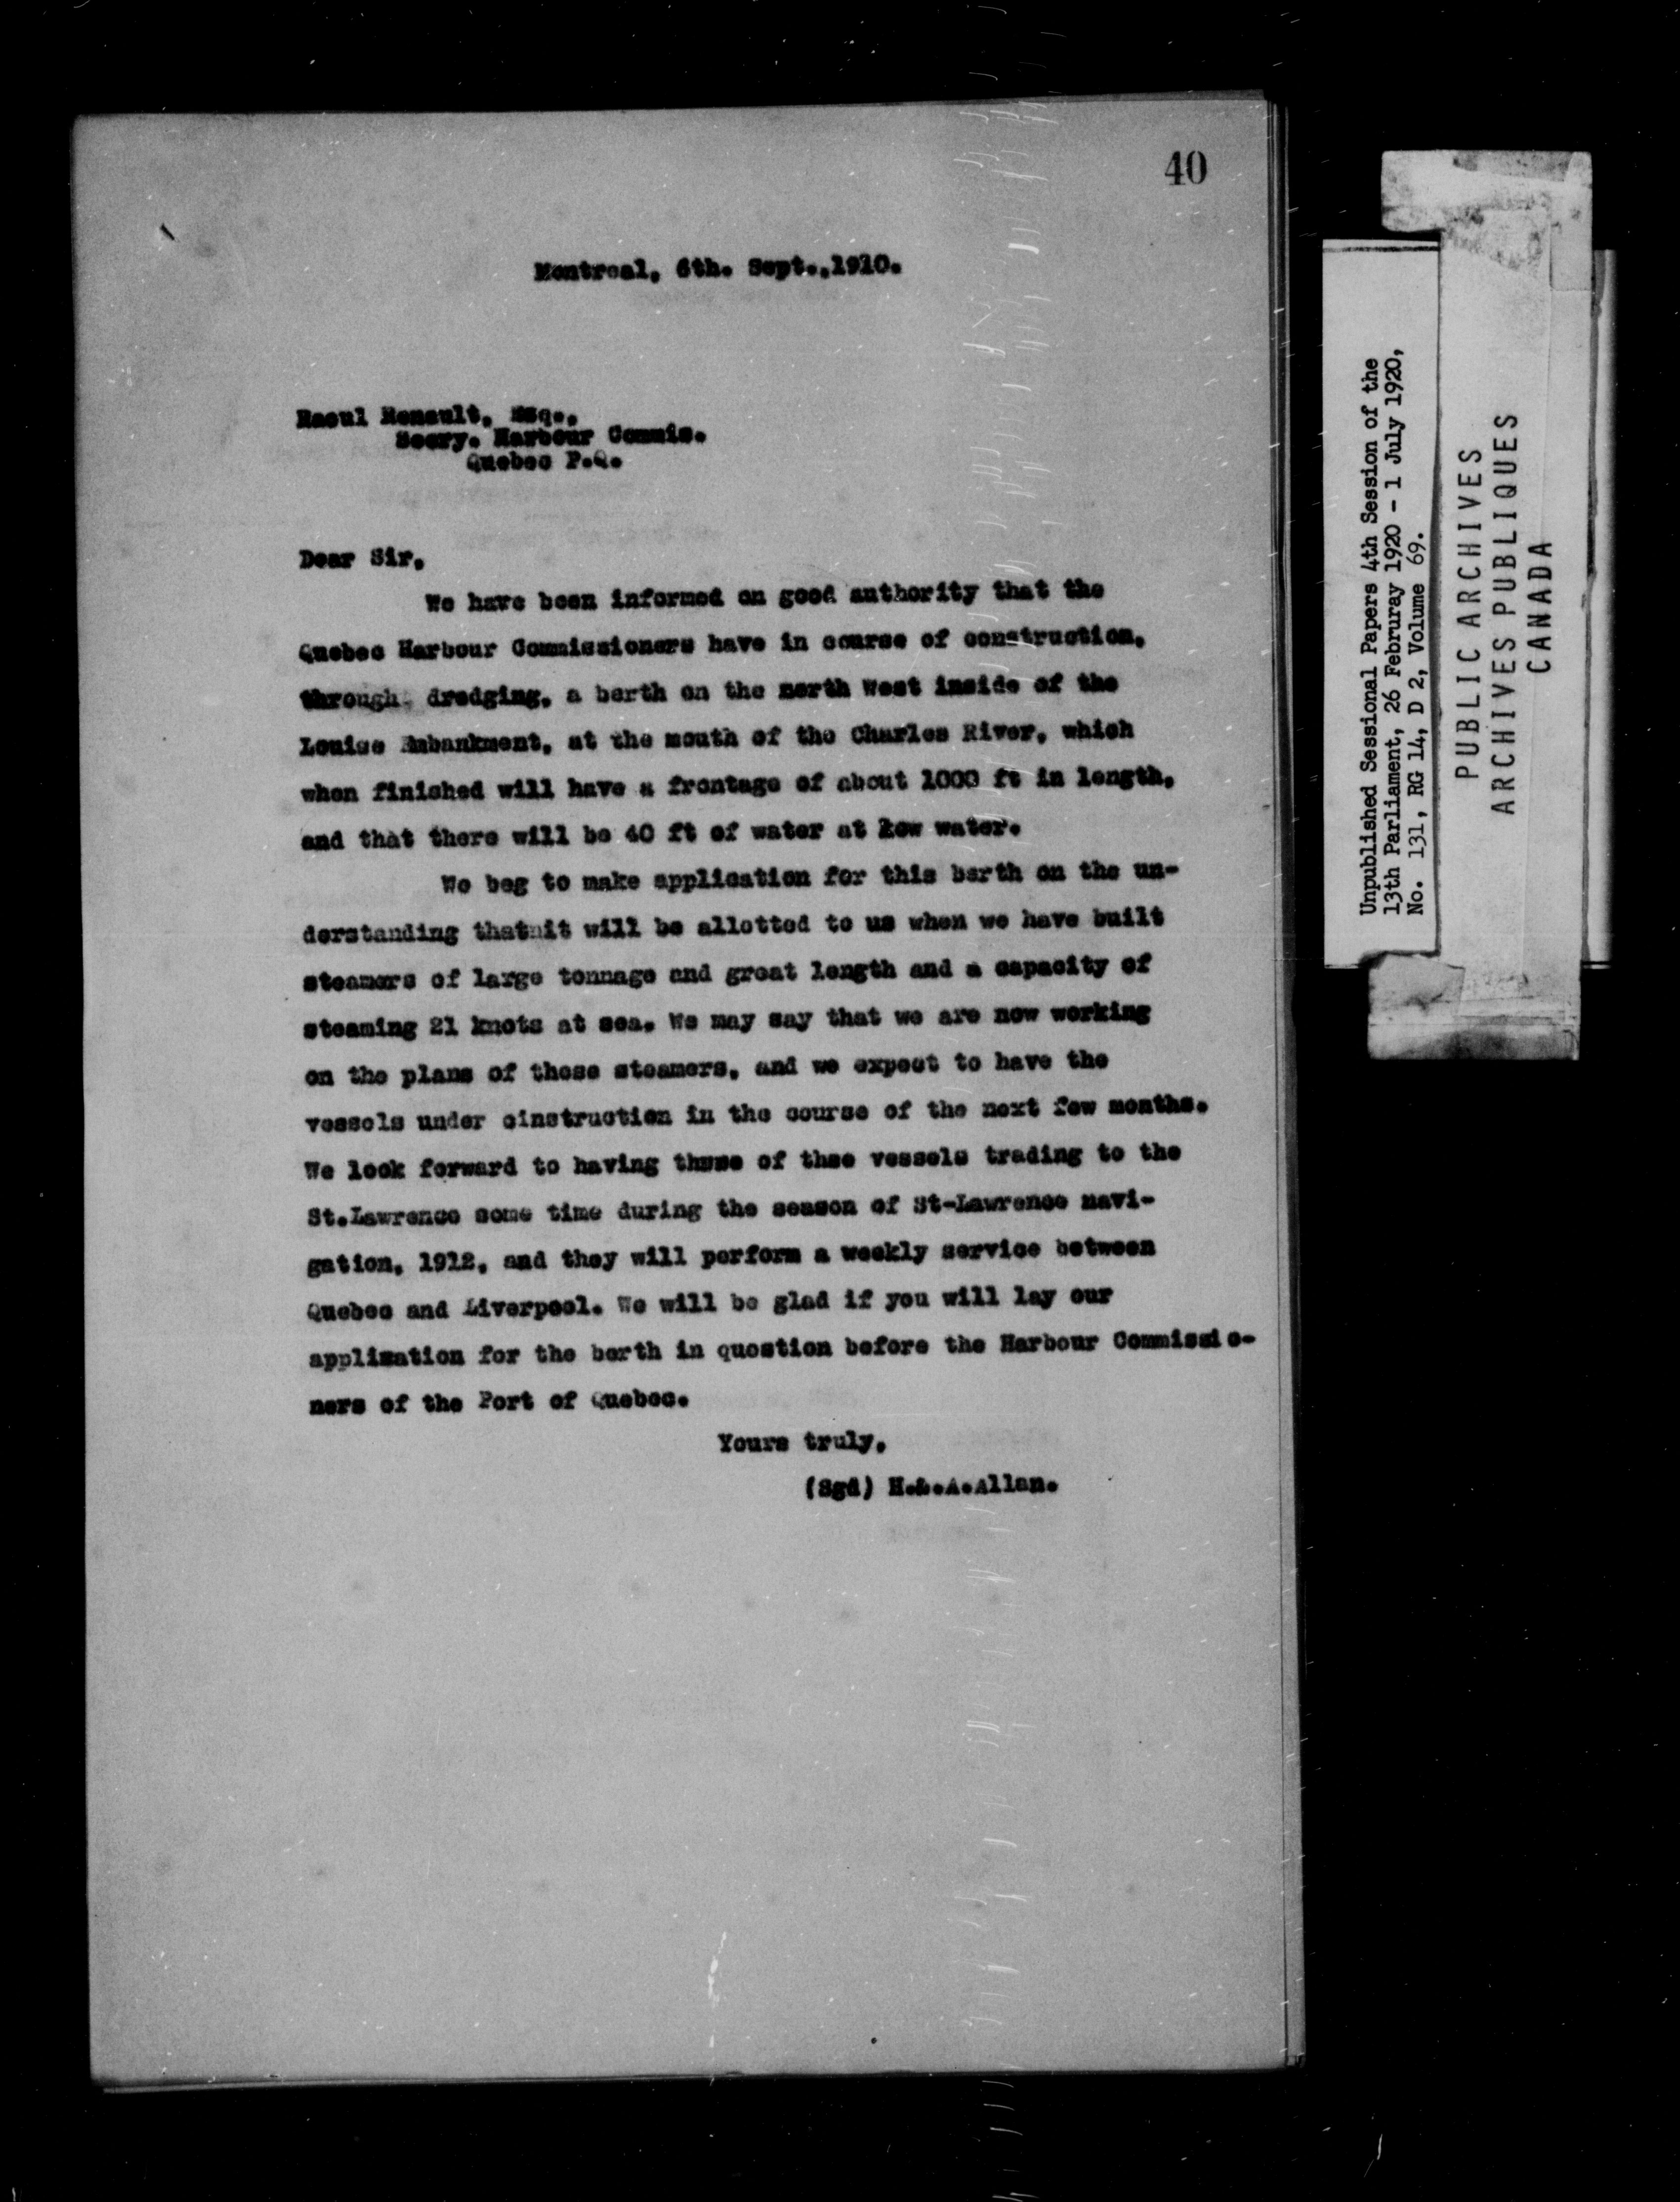 40
Montreal, 6th. Sept.,1910.
Raoul Renault, Esq.,
Secry. Harbour Commis.
Quebec P.Q.
Dear Sir,
We have been informed on good authority that the
Quebec Harbour Commissioners have in course of construction,
through dredging, a berth on the north West inside of the
Louise Embankment, at the mouth of the Charles River, which
when finished will have a frontage of about 1000 ft in length,
and that there will be 40 ft of water at low water.
We beg to make application for this berth on the un-
derstanding thatnit will be allotted to us when we have built
steamers of large tonnage and great length and a capacity of
steaming 21 knots at sea. We may say that we are now working
on the plans of these steamers, and we expect to have the
vessels under cinstruction in the course of the next few months.
We look forward to having of thse vessels trading to the
St.Lawrence some time during the season of St-Lawrence navi-
gation, 1912, and they will perform a weekly service between
Quebec and Liverpool. We will be glad if you will lay our
application for the berth in question before the Harbour Commissio-
ners of the Port of Quebec.
Yours truly,
(Sgd) H.&.A.Allan.
Unpublished Sessional Papers 4th Session of the
13th Parliament, 26 Februray 1920 - 1 July 1920,
No. 131, RG 14, D 2, Volume 69.
PUBLIC ARCHIVES
ARCHIVES PUBLIQUES
CANADA